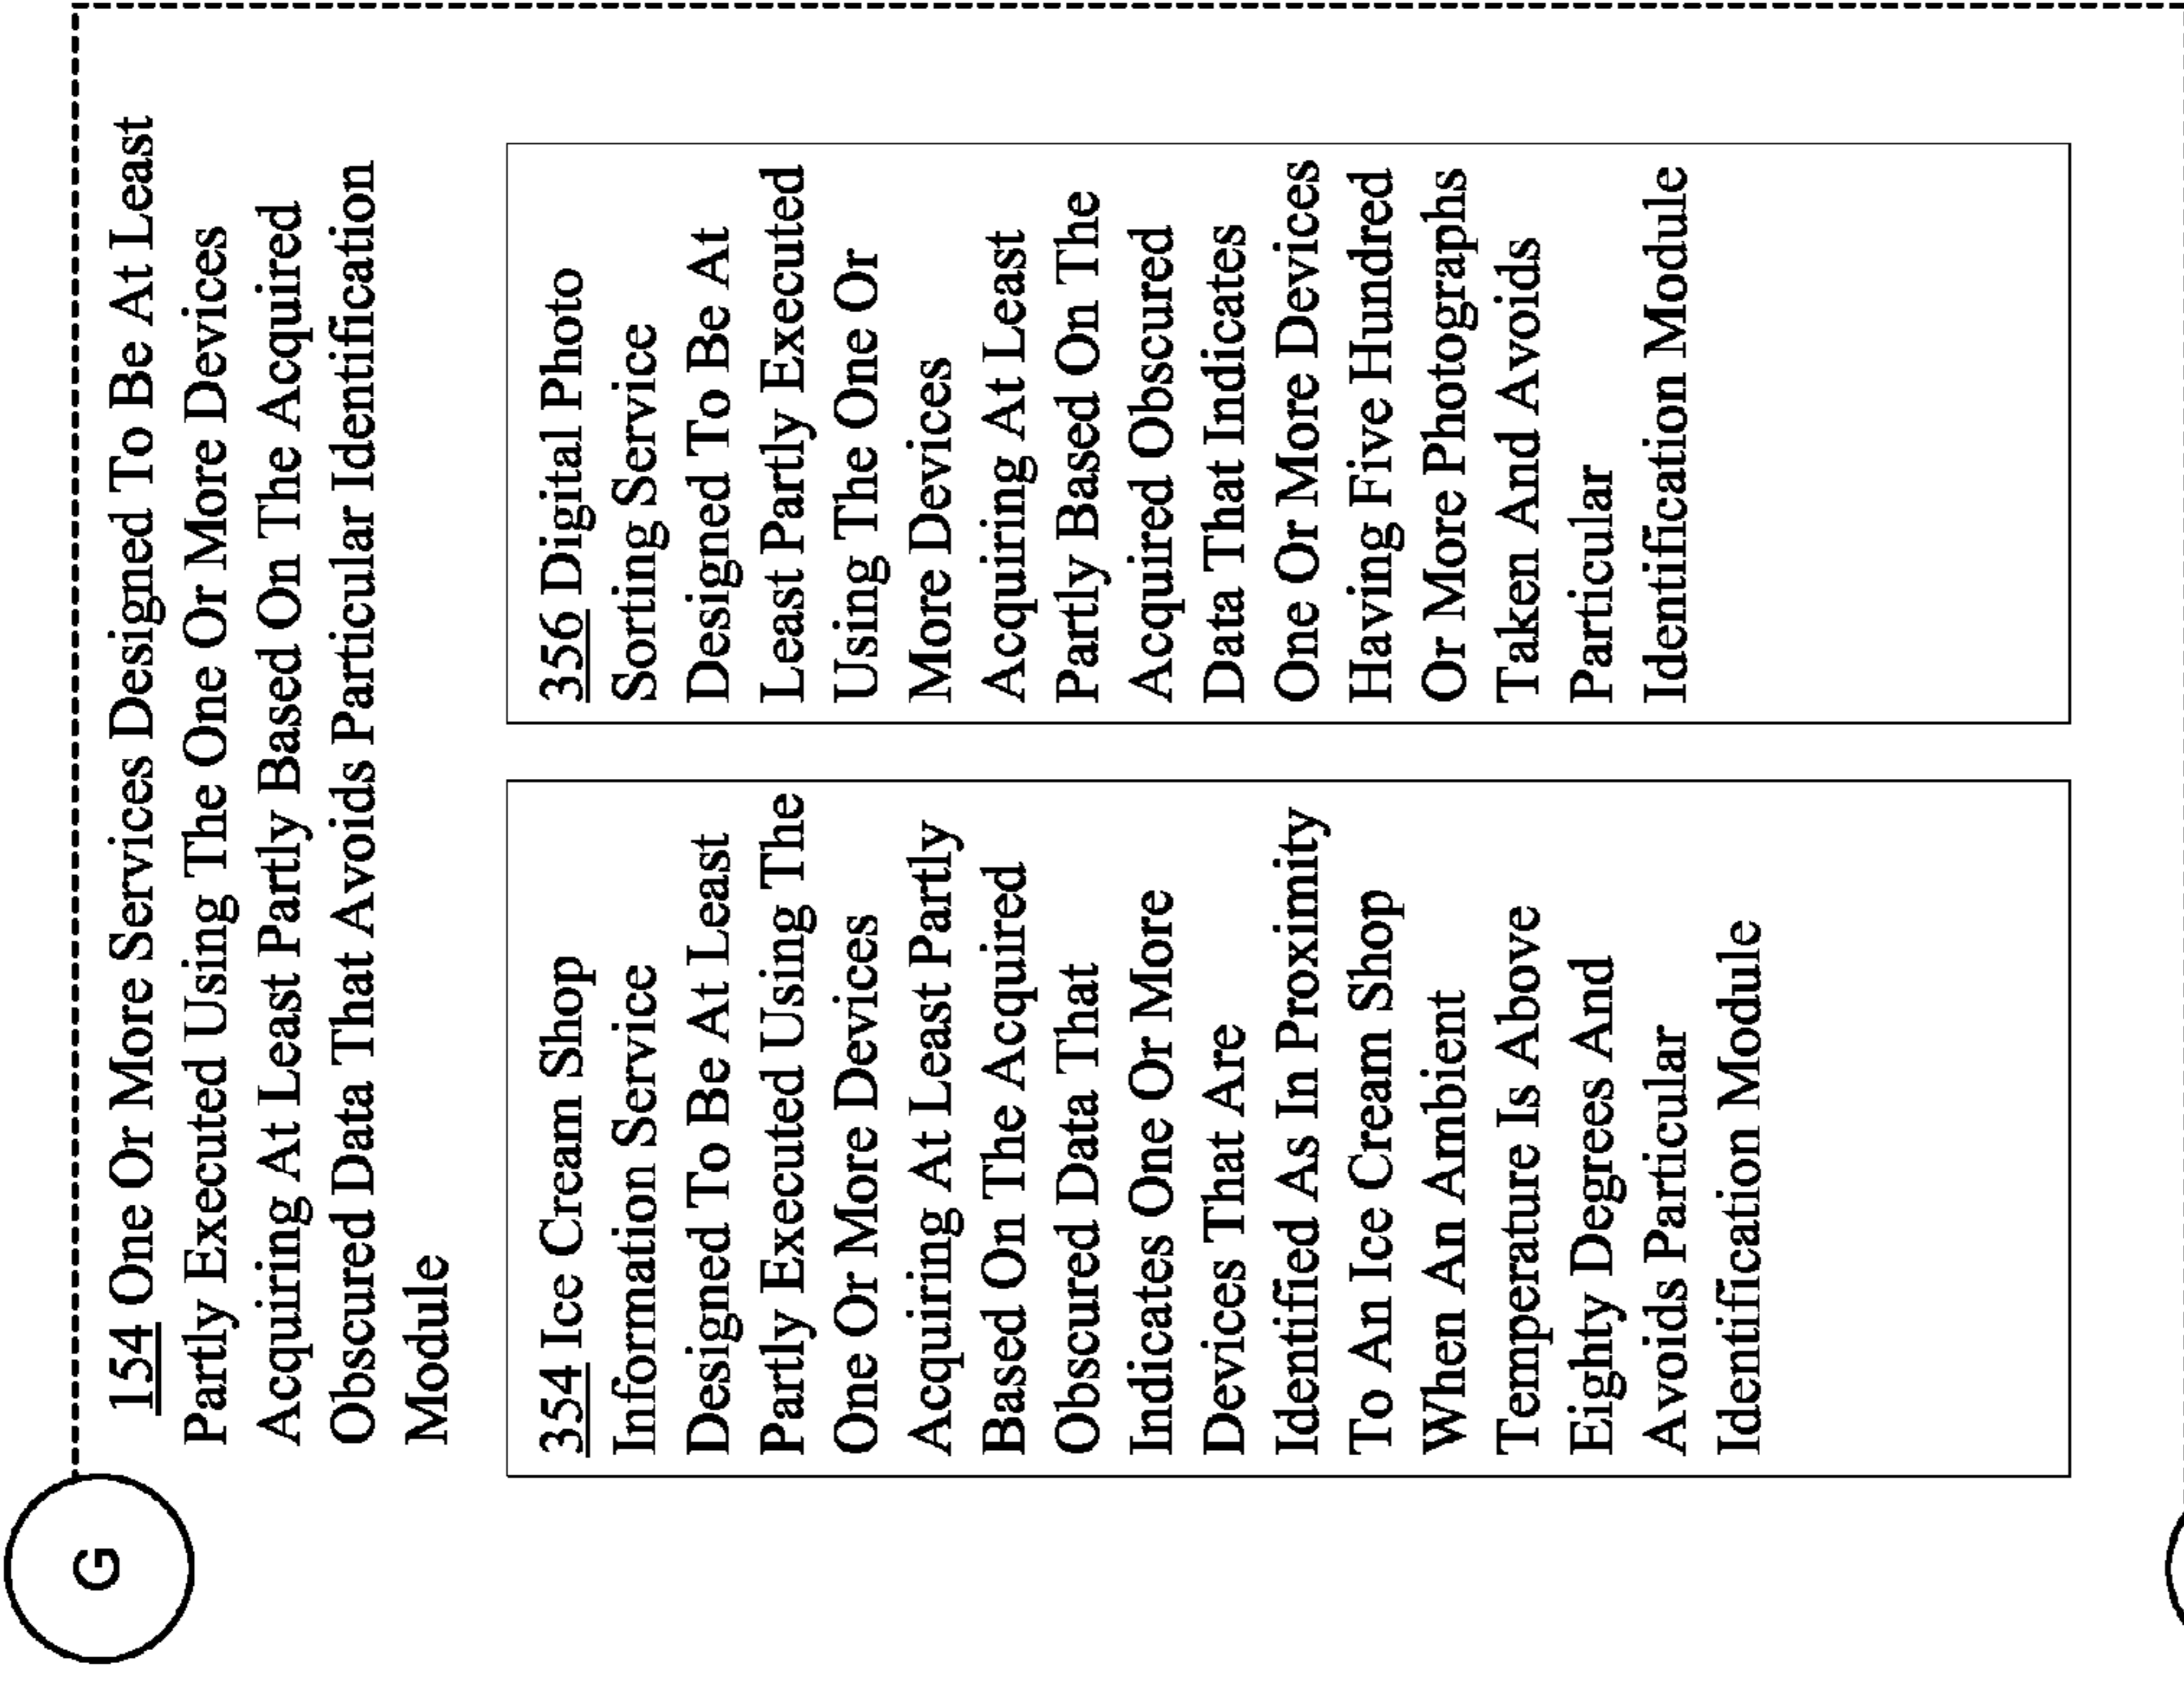 G
154 One Or More Services Designed To Be At Least
Partly Executed Using The One Or More Devices
Acquiring At Least Partly Based On The Acquired
Obscured Data That Avoids Particular Identification
Module
354 Ice Cream Shop
Information Service
Designed To Be At Least
Partly Executed Using The
One Or More Devices
Acquiring At Least Partly
Based On The Acquired
Obscured Data That
Indicates One Or More
Devices That Are
Identified As In Proximity
To An Ice Cream Shop
When An Ambient
Temperature Is Above
Eighty Degrees And
Avoids Particular
Identification Module
356 Digital Photo
Sorting Service
Designed To Be At
Least Partly Executed
Using The One Or
More Devices
Acquiring At Least
Partly Based On The
Acquired Obscured
Data That Indicates
One Or More Devices
Having Five Hundred
Or More Photographs
Taken And Avoids
Particular
Identification Module